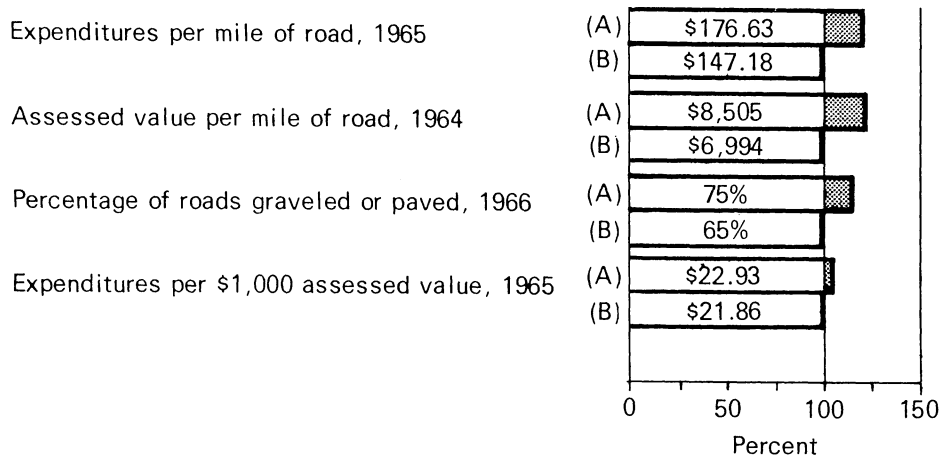 Expenditures per mile of road, 1965
(A) $176.63
(B) $147.18
Assessed value per mile of road, 1964
(A) $8,505
(B) $6,994
Percentage of roads graveled or paved, 1966
(A) 75%
(B) 65%
Expenditures per $1,000 assessed value, 1965
(A) $22.93
(B) $21.86
0 50 100 150
Percent